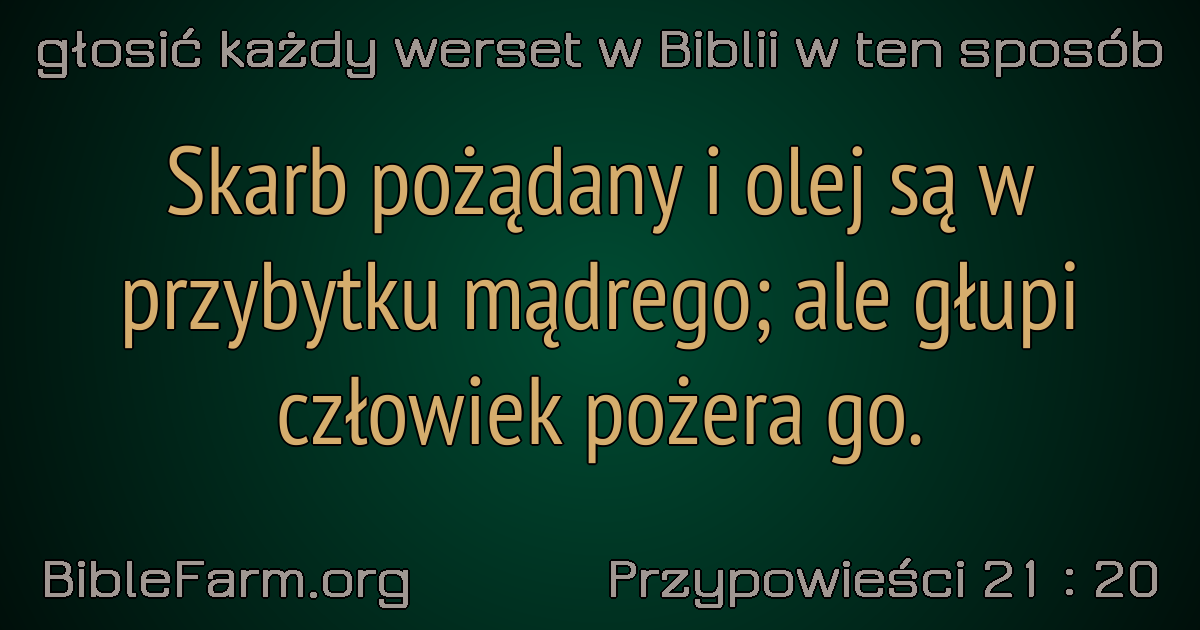 głosić każdy werset w Biblii w ten sposób
Skarb pożądany i olej są w
przybytku mądrego; ale głupi
człowiek pożera go.
BibleFarm.org
Przypowieści 21 : 20